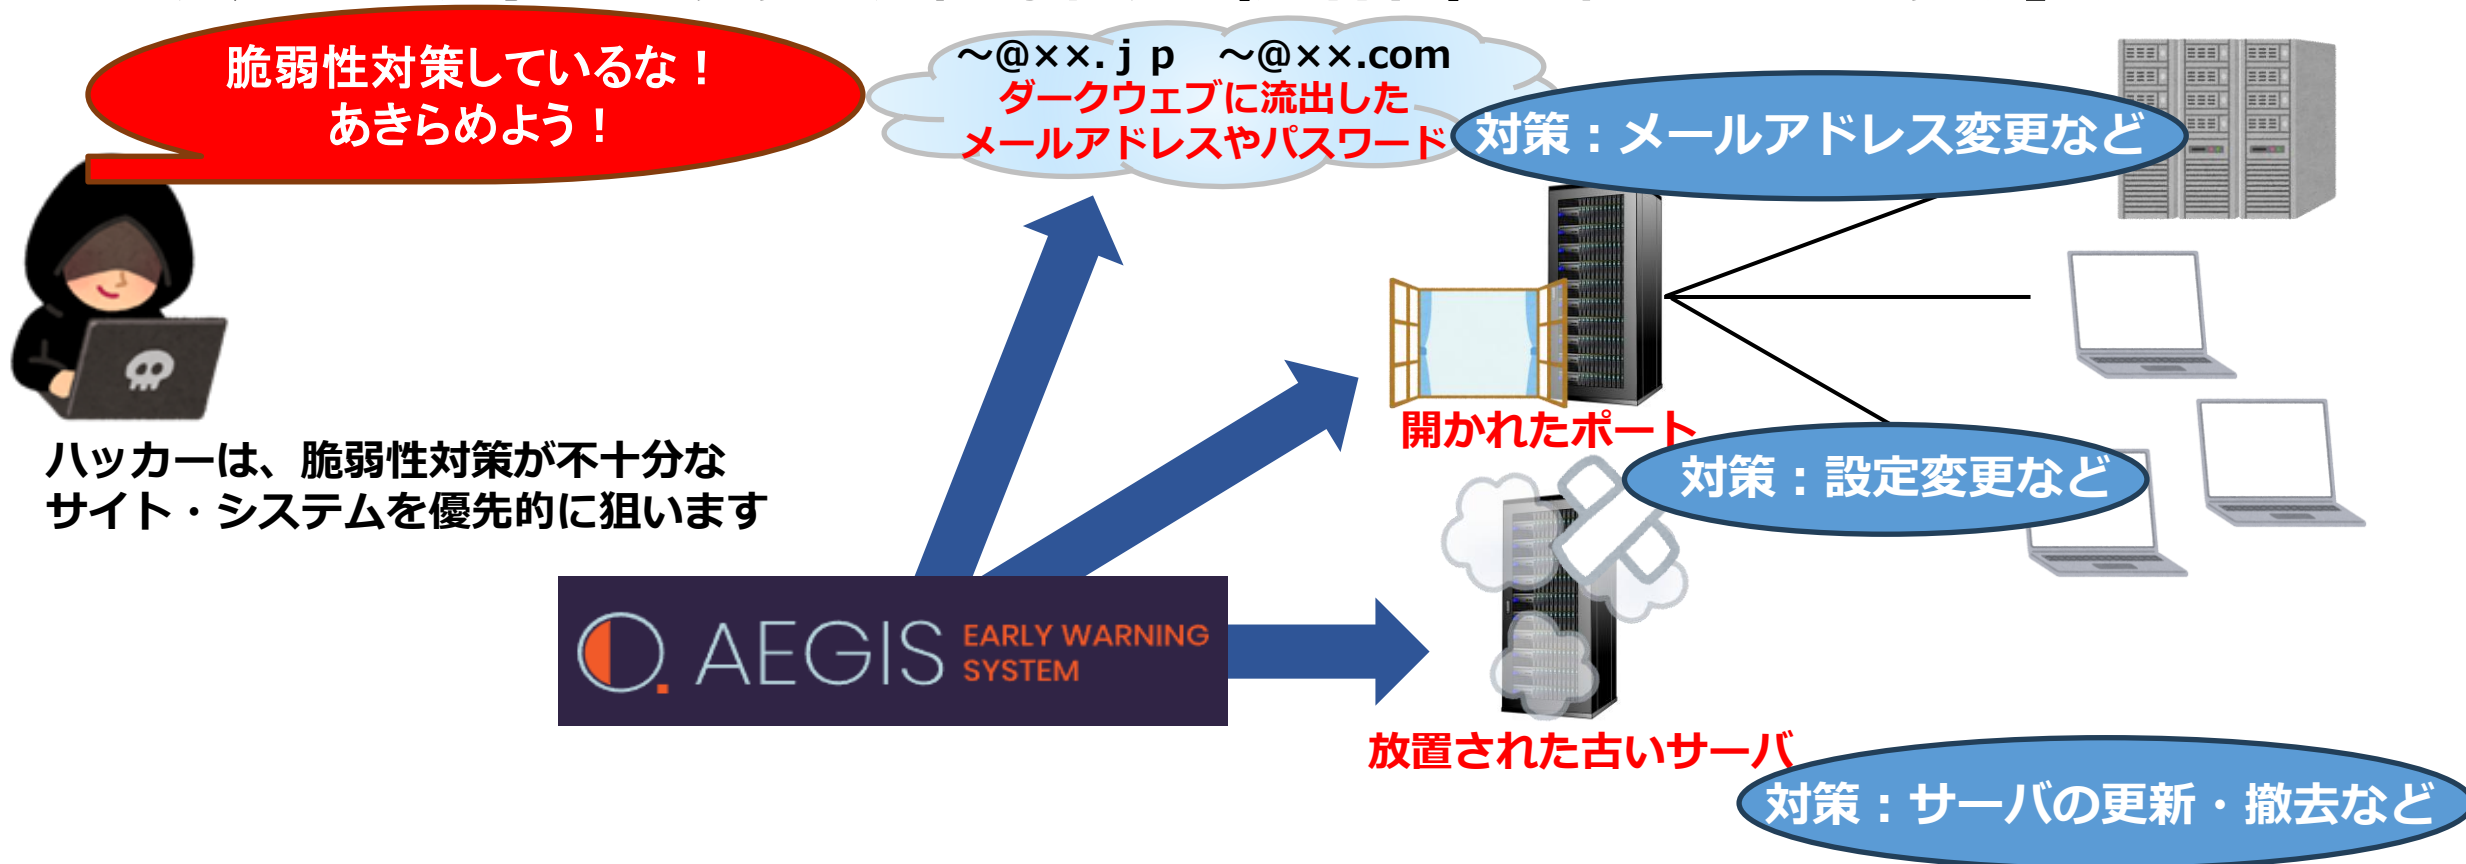 脆弱性対策しているな！
あきらめよう！
～@××.ｊｐ　～@××.com
ダークウェブに流出した
メールアドレスやパスワード
対策：メールアドレス変更など
開かれたポート
対策：設定変更など
ハッカーは、脆弱性対策が不十分な
サイト・システムを優先的に狙います
AEGIS EARLY WARNING
SYSTEM
放置された古いサーバ
対策：サーバの更新・撤去など